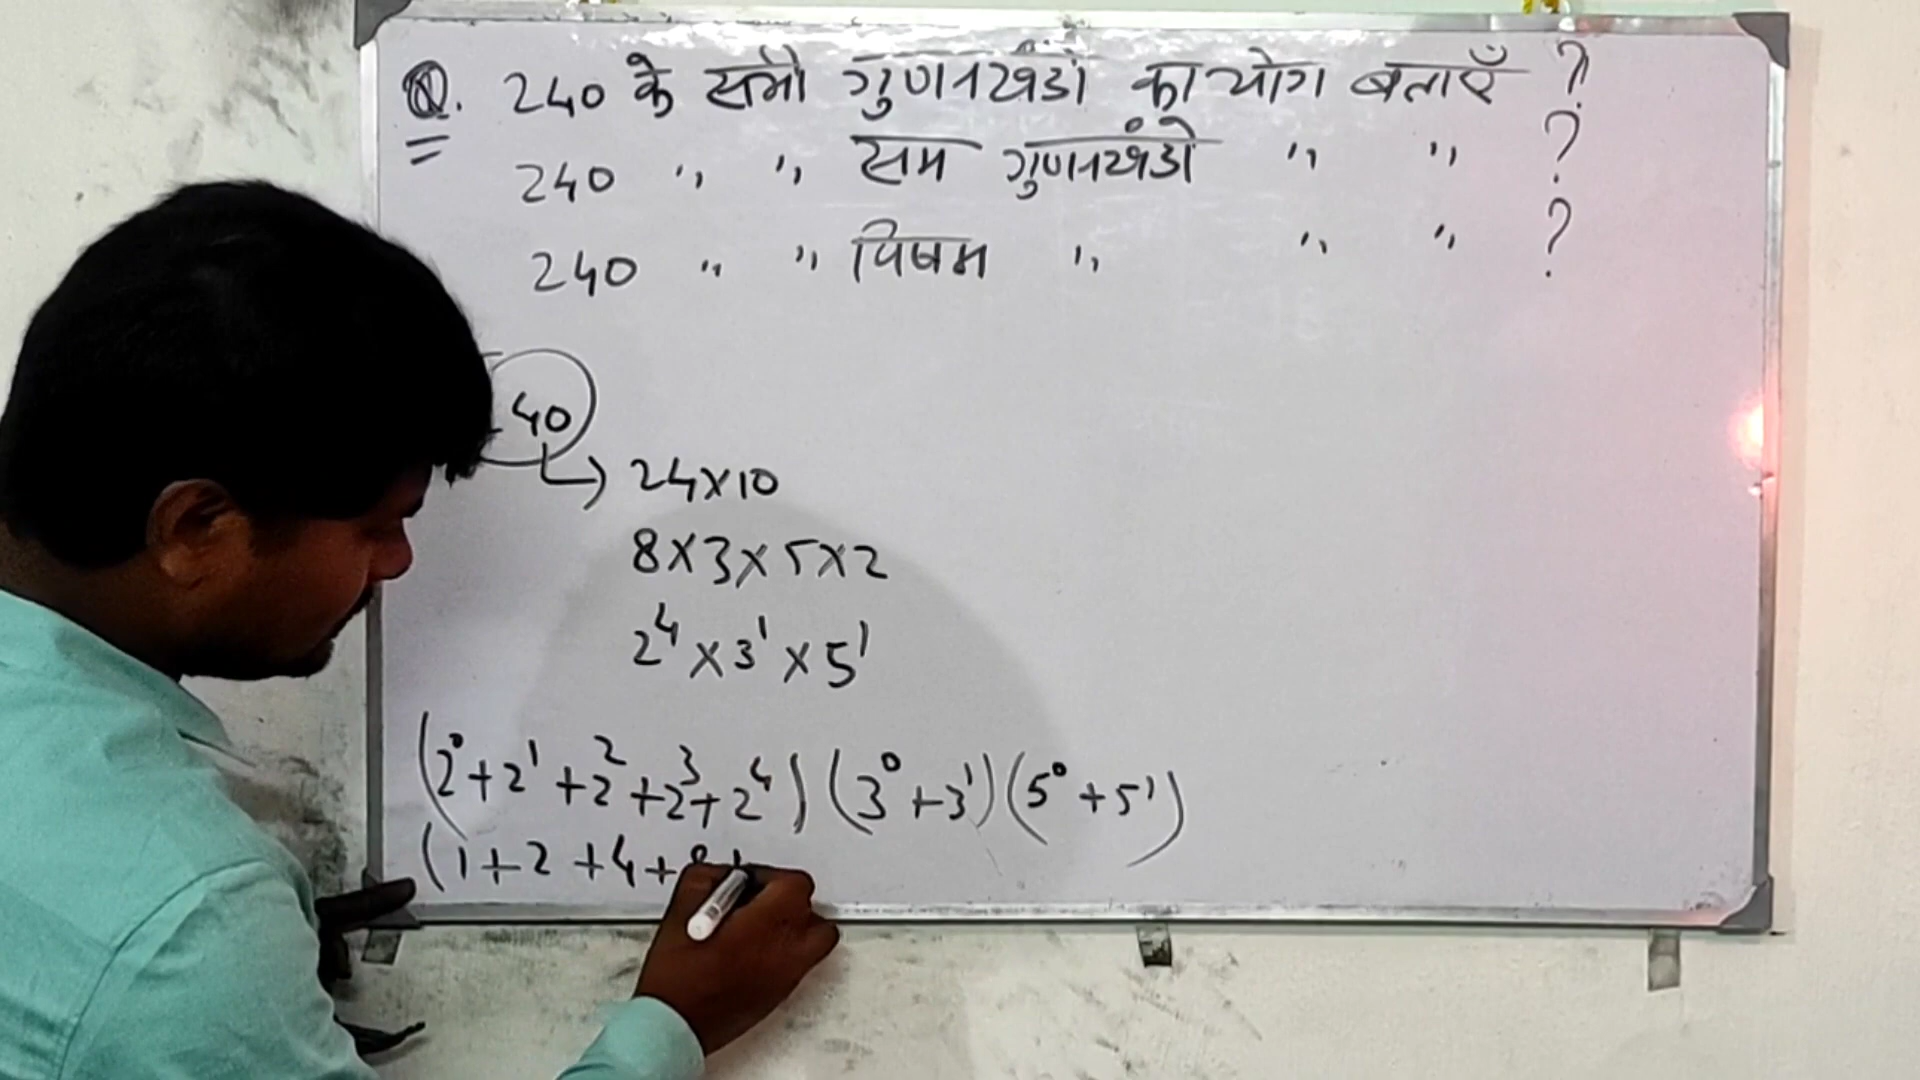 Q. 240 के सभी गुणनखंडों का योग बताएँ ?
240 " " सम गुणनखंडों " " ?
240 " " विषम " " " ?
40
→ 24×10
8×3×5×2
2⁴×3¹×5¹
(2⁰+2¹+2²+2³+2⁴)(3⁰+3¹)(5⁰+5¹)
(1+2+4+8+